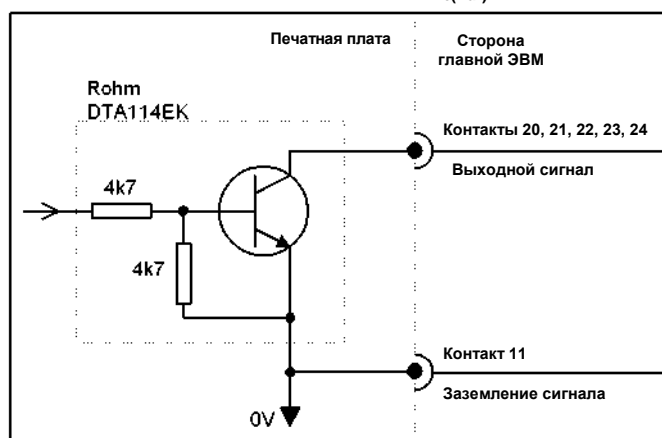 Печатная плата
Сторона
главной ЭВМ
Rohm
DTA114EK
Контакты 20, 21, 22, 23, 24
Выходной сигнал
4k7
4k7
Контакт 11
Заземление сигнала
0V